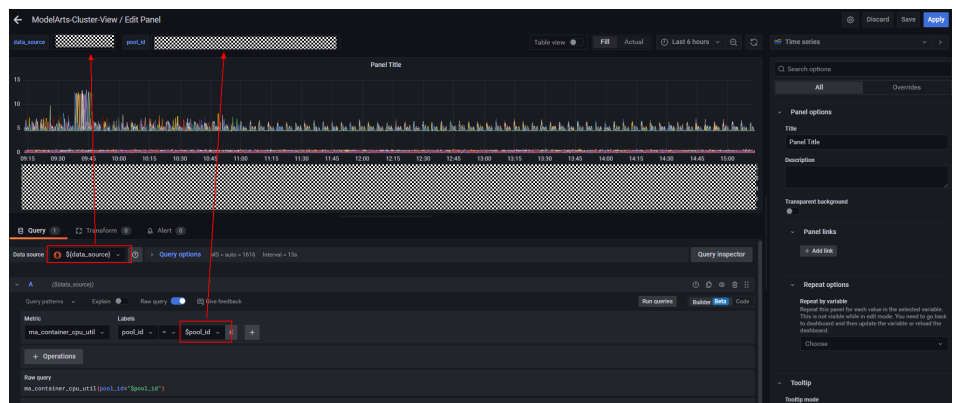 ModelArts-Cluster-View / Edit Panel
Discard Save Apply
data_source pool_id
Table view Fill Actual Last 6 hours
Time series
Panel Title
15
10
5
0
09:15 09:30 09:45 10:00 10:15 10:30 10:45 11:00 11:15 11:30 11:45 12:00 12:15 12:30 12:45 13:00 13:15 13:30 13:45 14:00 14:15 14:30 14:45 15:00
Query 1 Transform 0 Alert 0
Data source ${data_source} Query options MD = auto = 1616 Interval = 15s Query inspector
A (${data_source})
Query patterns Explain Raw query Give feedback Run queries Builder Beta Code
Metric Labels
ma_container_cpu_util pool_id = $pool_id
+ Operations
Raw query
ma_container_cpu_util{pool_id="$pool_id"}
Search options
All Overrides
Panel options
Title
Panel Title
Description
Transparent background
Panel links
+ Add link
Repeat options
Repeat by variable
Repeat this panel for each value in the selected variable.
This is not visible while in edit mode. You need to go back
to dashboard and then update the variable or reload the
dashboard.
Choose
Tooltip
Tooltip mode